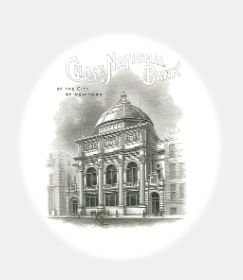 CHASE NATIONAL
BANK
OF THE CITY
OF NEW YORK